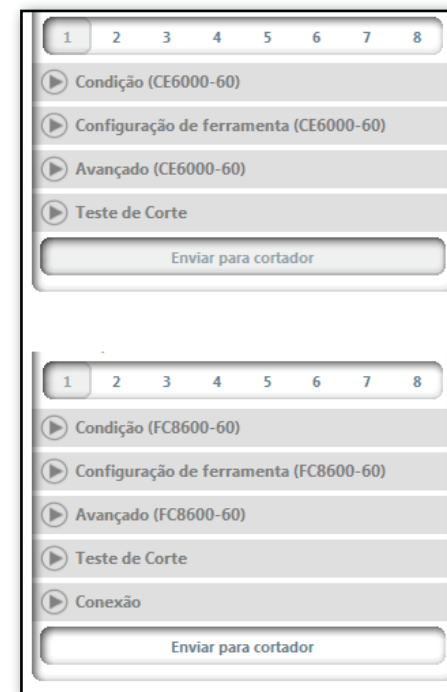 1 2 3 4 5 6 7 8
Condição (CE6000-60)
Configuração de ferramenta (CE6000-60)
Avançado (CE6000-60)
Teste de Corte
Enviar para cortador
1 2 3 4 5 6 7 8
Condição (FC8600-60)
Configuração de ferramenta (FC8600-60)
Avançado (FC8600-60)
Teste de Corte
Conexão
Enviar para cortador